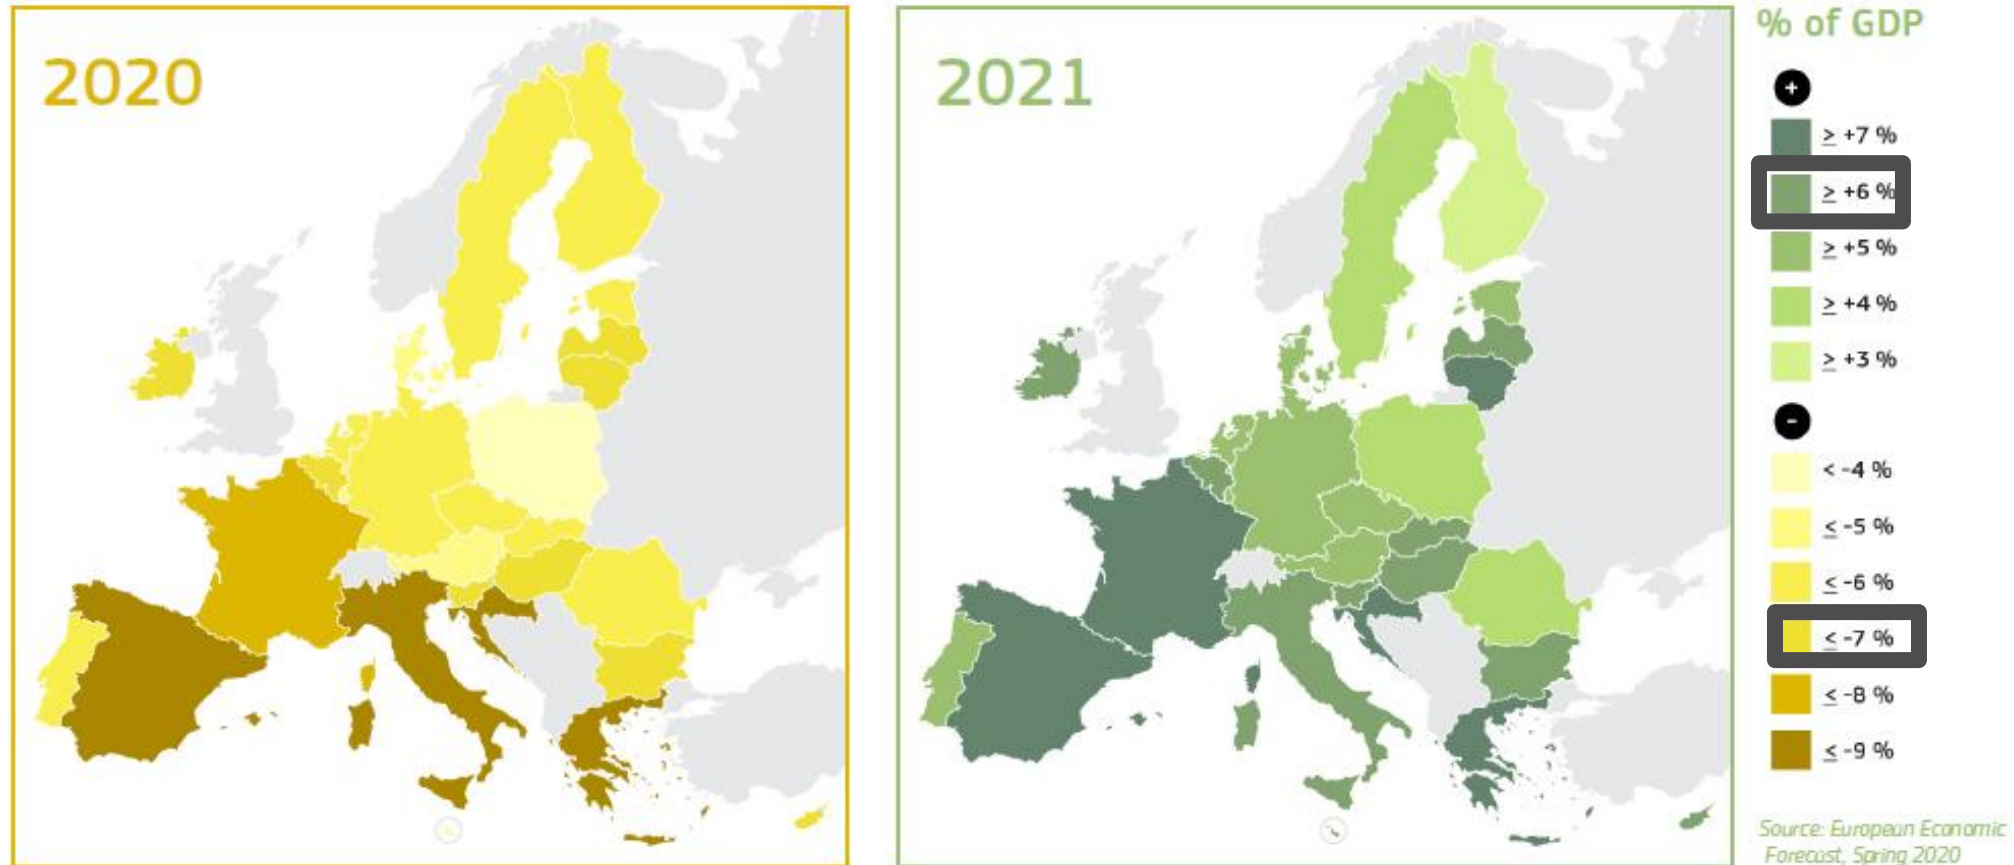 2020
2021
% of GDP
+
≥ +7 %
≥ +6 %
≥ +5 %
≥ +4 %
≥ +3 %
-
< -4 %
≤ -5 %
≤ -6 %
≤ -7 %
≤ -8 %
≤ -9 %
Source: European Economic
Forecast, Spring 2020